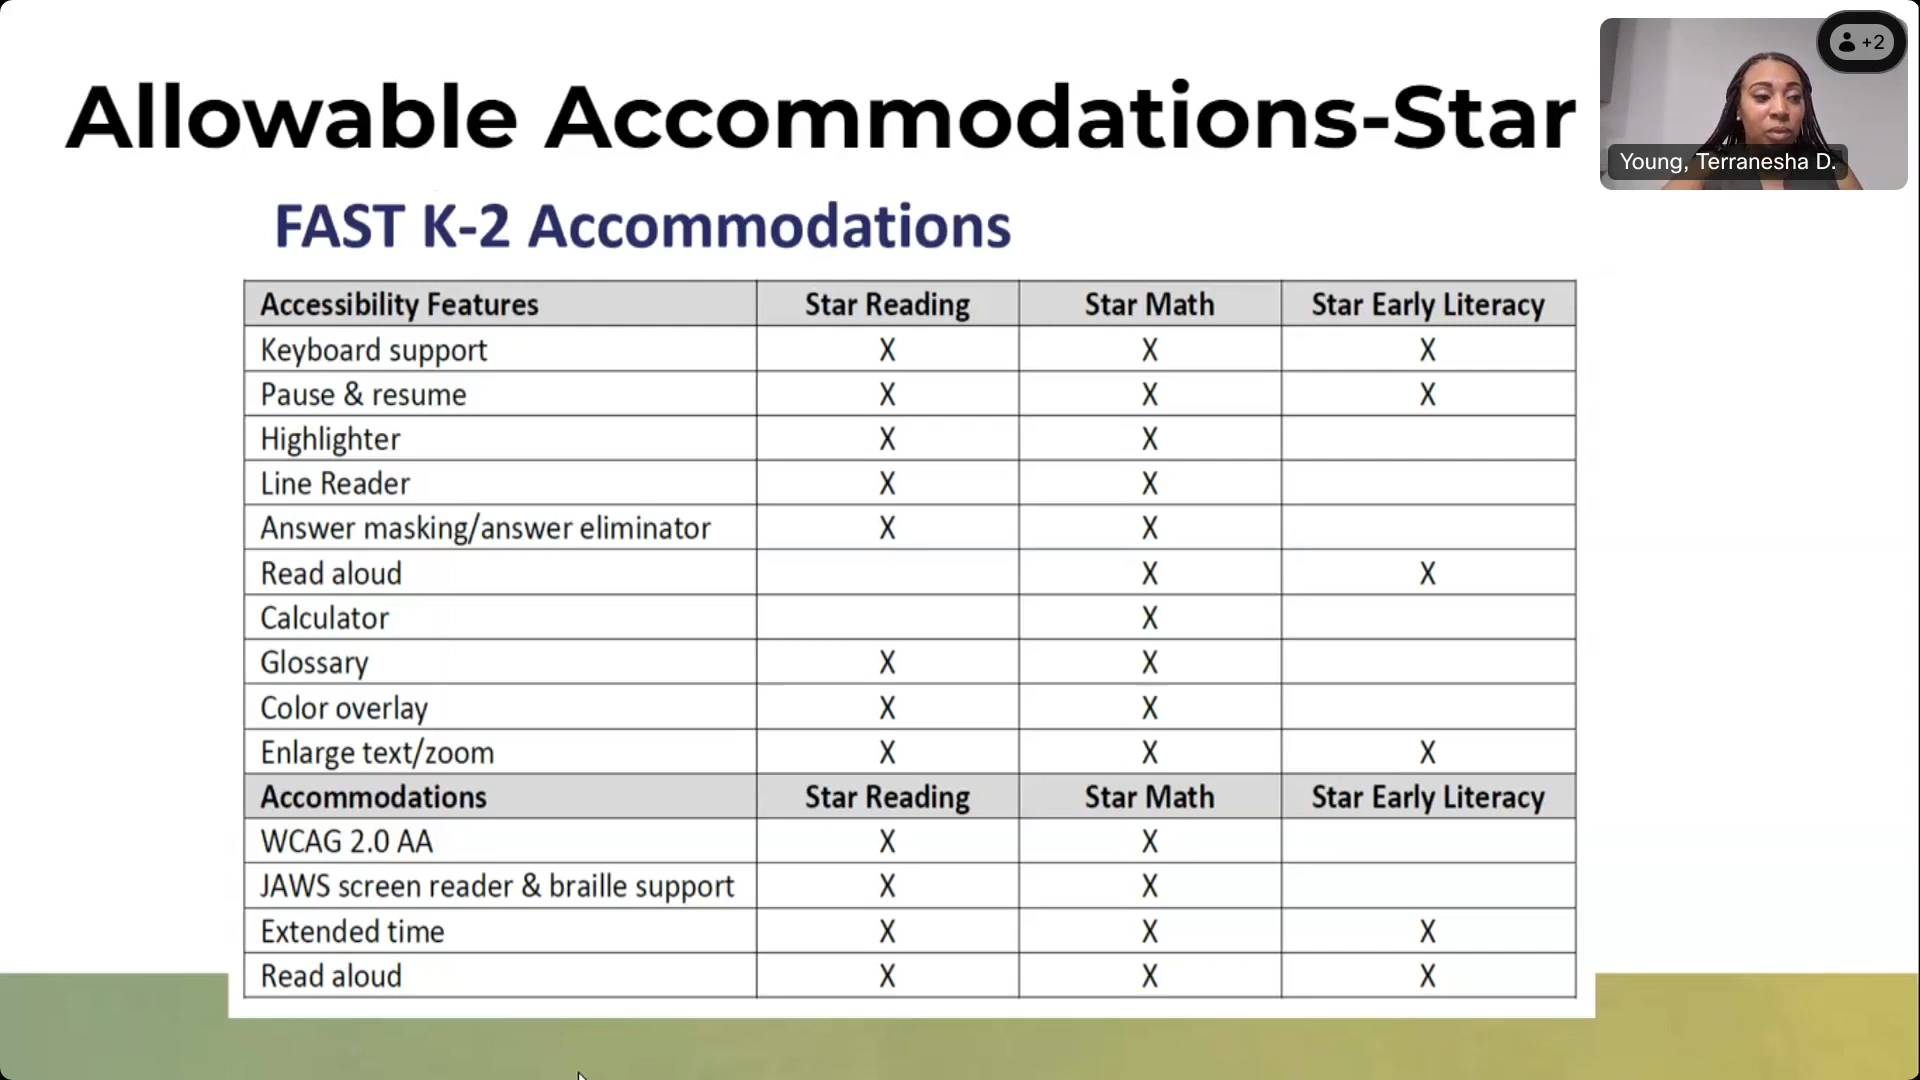 Allowable Accommodations-Star
+2
Young, Terranesha D.
FAST K-2 Accommodations
Accessibility Features Star Reading Star Math Star Early Literacy
Keyboard support X X X
Pause & resume X X X
Highlighter X X
Line Reader X X
Answer masking/answer eliminator X X
Read aloud X X
Calculator X
Glossary X X
Color overlay X X
Enlarge text/zoom X X X
Accommodations Star Reading Star Math Star Early Literacy
WCAG 2.0 AA X X
JAWS screen reader & braille support X X
Extended time X X X
Read aloud X X X